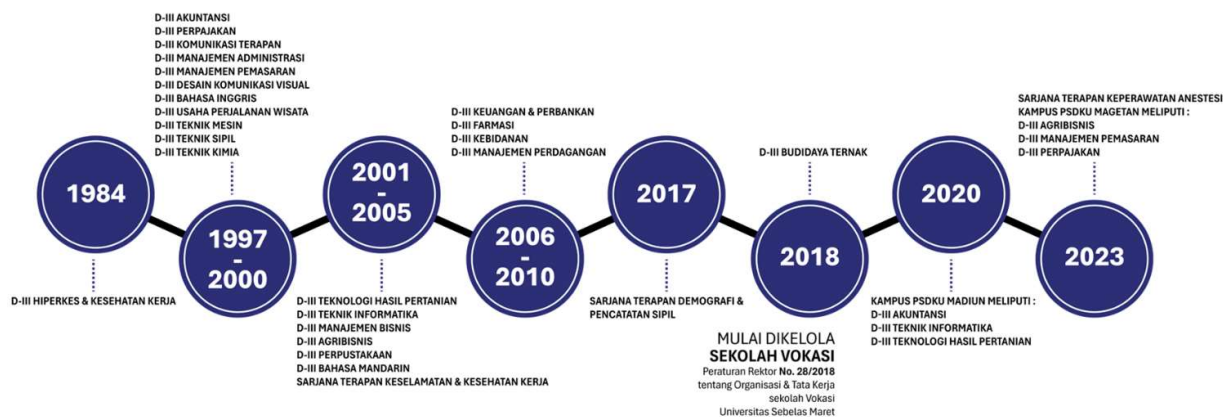 1984
D-III HIPERKES & KESEHATAN KERJA
D-III AKUNTANSI
D-III PERPAJAKAN
D-III KOMUNIKASI TERAPAN
D-III MANAJEMEN ADMINISTRASI
D-III MANAJEMEN PEMASARAN
D-III DESAIN KOMUNIKASI VISUAL
D-III BAHASA INGGRIS
D-III USAHA PERJALANAN WISATA
D-III TEKNIK MESIN
D-III TEKNIK SIPIL
D-III TEKNIK KIMIA
1997
-
2000
2001
-
2005
D-III TEKNOLOGI HASIL PERTANIAN
D-III TEKNIK INFORMATIKA
D-III MANAJEMEN BISNIS
D-III AGRIBISNIS
D-III PERPUSTAKAAN
D-III BAHASA MANDARIN
SARJANA TERAPAN KESELAMATAN & KESEHATAN KERJA
D-III KEUANGAN & PERBANKAN
D-III FARMASI
D-III KEBIDANAN
D-III MANAJEMEN PERDAGANGAN
2006
-
2010
2017
SARJANA TERAPAN DEMOGRAFI &
PENCATATAN SIPIL
D-III BUDIDAYA TERNAK
2018
MULAI DIKELOLA
SEKOLAH VOKASI
Peraturan Rektor No. 28/2018
tentang Organisasi & Tata Kerja
sekolah Vokasi
Universitas Sebelas Maret
2020
KAMPUS PSDKU MADIUN MELIPUTI :
D-III AKUNTANSI
D-III TEKNIK INFORMATIKA
D-III TEKNOLOGI HASIL PERTANIAN
SARJANA TERAPAN KEPERAWATAN ANESTESI
KAMPUS PSDKU MAGETAN MELIPUTI :
D-III AGRIBISNIS
D-III MANAJEMEN PEMASARAN
D-III PERPAJAKAN
2023